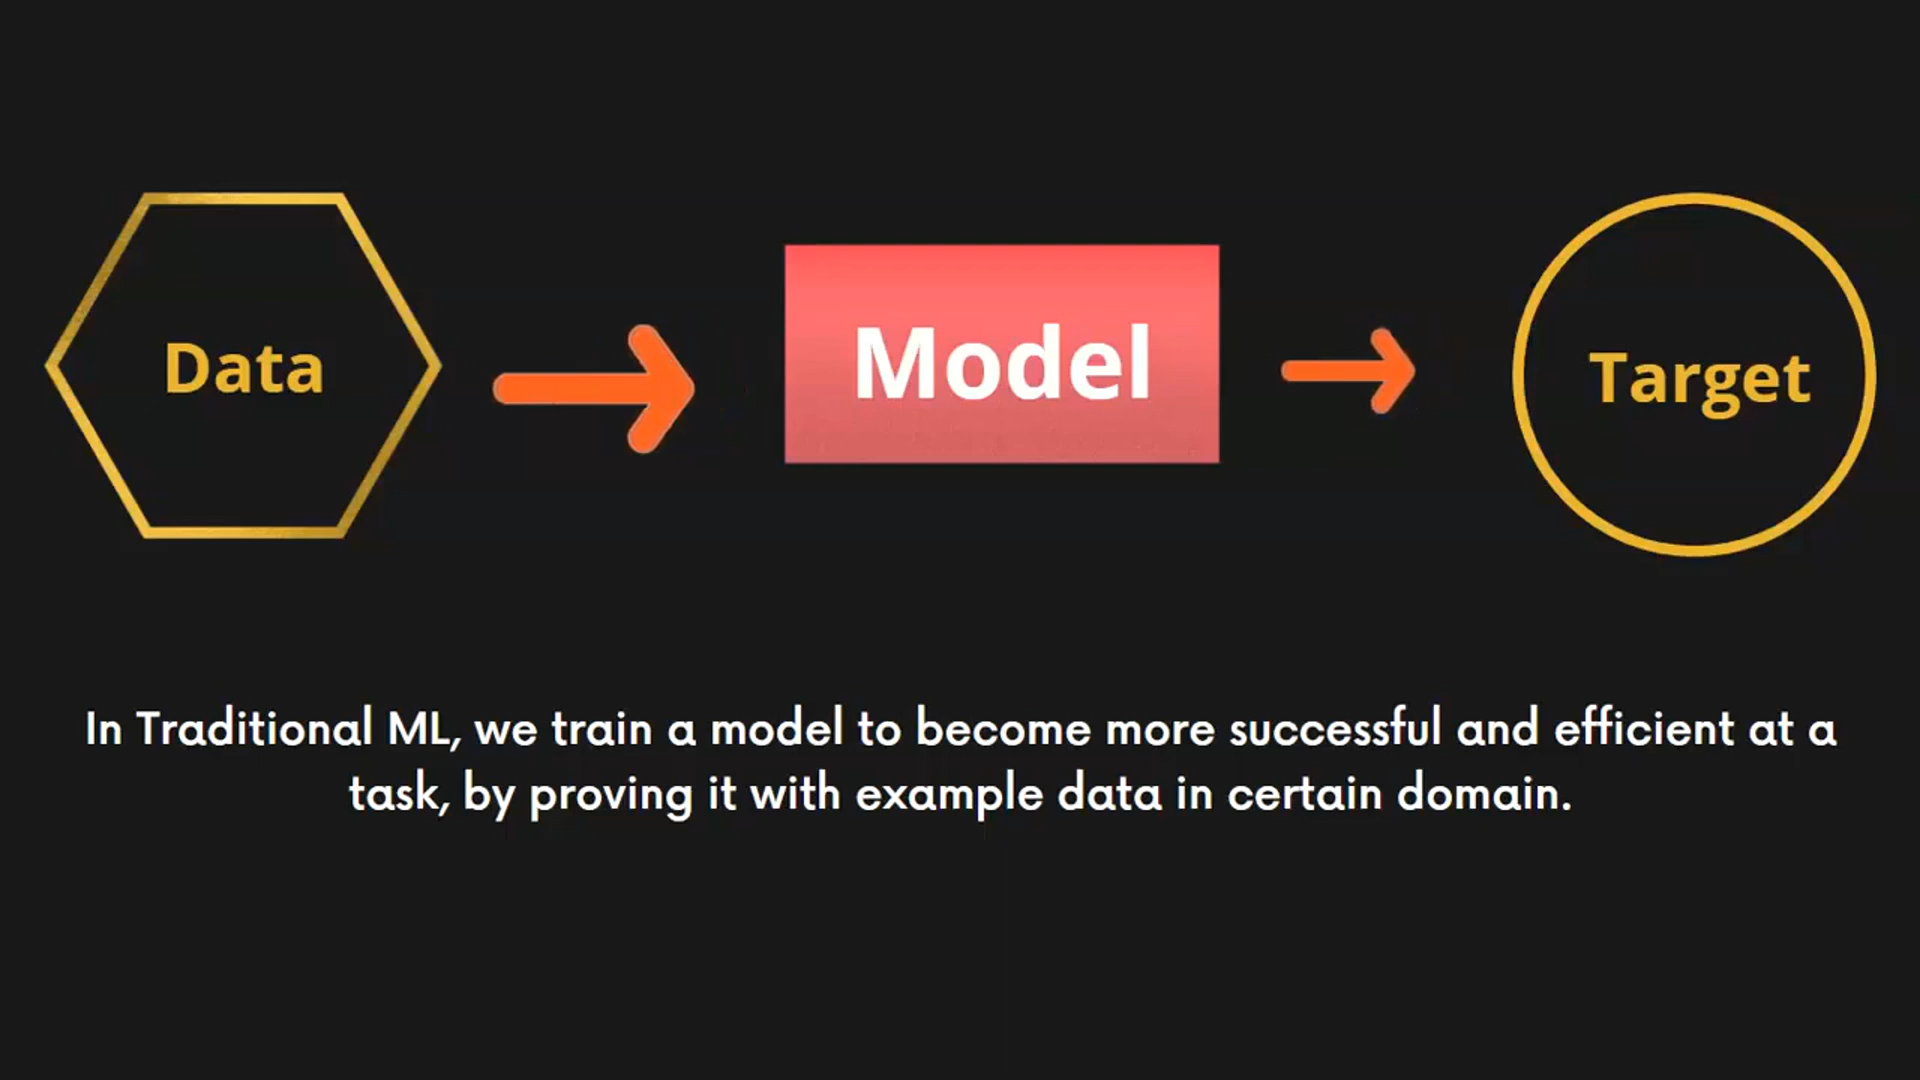 Data
Model
Target
In Traditional ML, we train a model to become more successful and efficient at a
task, by proving it with example data in certain domain.